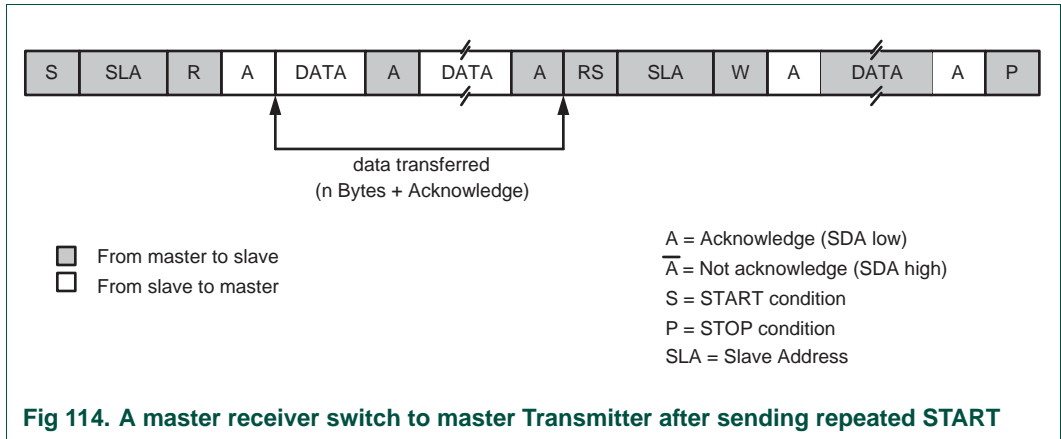 S SLA R A DATA A DATA A RS SLA W A DATA A P
data transferred
(n Bytes + Acknowledge)
From master to slave
From slave to master
A = Acknowledge (SDA low)
A̅ = Not acknowledge (SDA high)
S = START condition
P = STOP condition
SLA = Slave Address
Fig 114. A master receiver switch to master Transmitter after sending repeated START